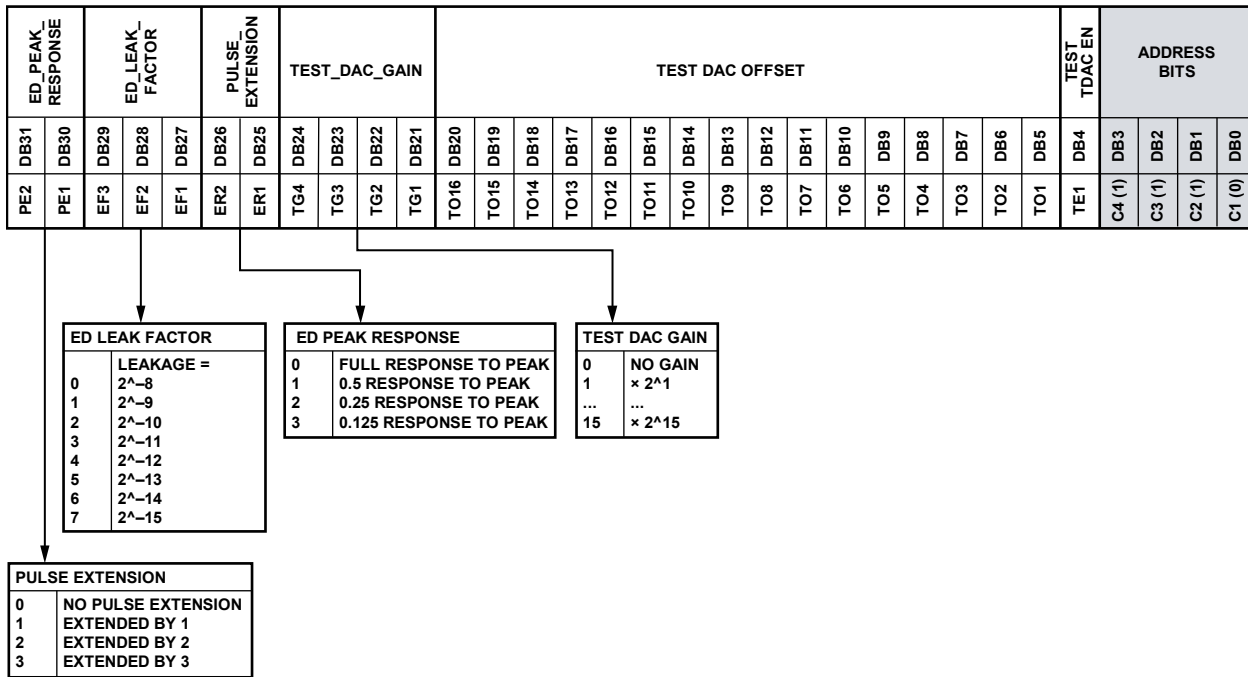 ED_PEAK_
RESPONSE
ED_LEAK_
FACTOR
PULSE_
EXTENSION
TEST_DAC_GAIN
TEST DAC OFFSET
TEST_
TDAC EN
ADDRESS
BITS
DB31 DB30 DB29 DB28 DB27 DB26 DB25 DB24 DB23 DB22 DB21 DB20 DB19 DB18 DB17 DB16 DB15 DB14 DB13 DB12 DB11 DB10 DB9 DB8 DB7 DB6 DB5 DB4 DB3 DB2 DB1 DB0
PE2 PE1 EF3 EF2 EF1 ER2 ER1 TG4 TG3 TG2 TG1 TO16 TO15 TO14 TO13 TO12 TO11 TO10 TO9 TO8 TO7 TO6 TO5 TO4 TO3 TO2 TO1 TE1 C4 (1) C3 (1) C2 (1) C1 (0)
ED LEAK FACTOR
LEAKAGE =
0 2^–8
1 2^–9
2 2^–10
3 2^–11
4 2^–12
5 2^–13
6 2^–14
7 2^–15
ED PEAK RESPONSE
0 FULL RESPONSE TO PEAK
1 0.5 RESPONSE TO PEAK
2 0.25 RESPONSE TO PEAK
3 0.125 RESPONSE TO PEAK
TEST DAC GAIN
0 NO GAIN
1 × 2^1
... ...
15 × 2^15
PULSE EXTENSION
0 NO PULSE EXTENSION
1 EXTENDED BY 1
2 EXTENDED BY 2
3 EXTENDED BY 3